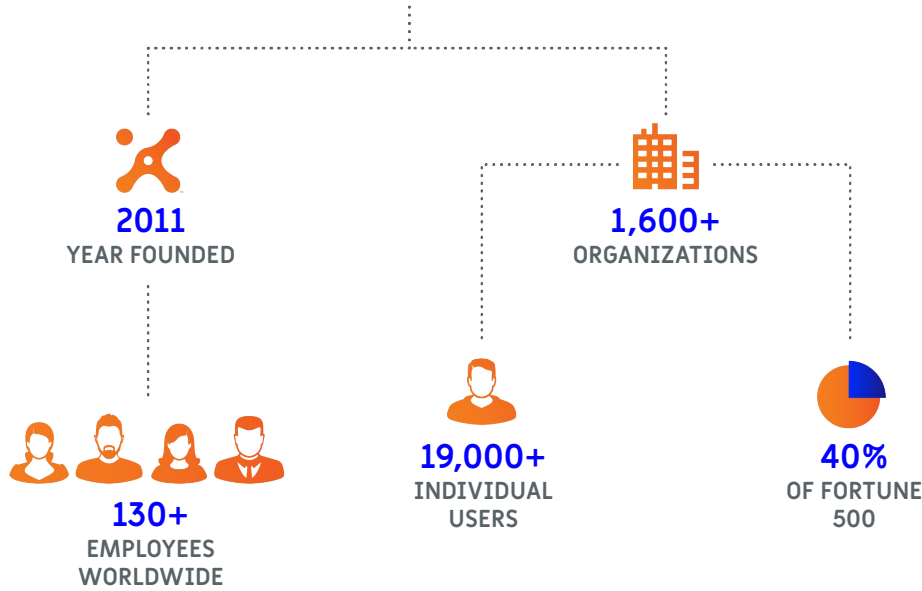 2011
YEAR FOUNDED
1,600+
ORGANIZATIONS
130+
EMPLOYEES
WORLDWIDE
19,000+
INDIVIDUAL
USERS
40%
OF FORTUNE
500